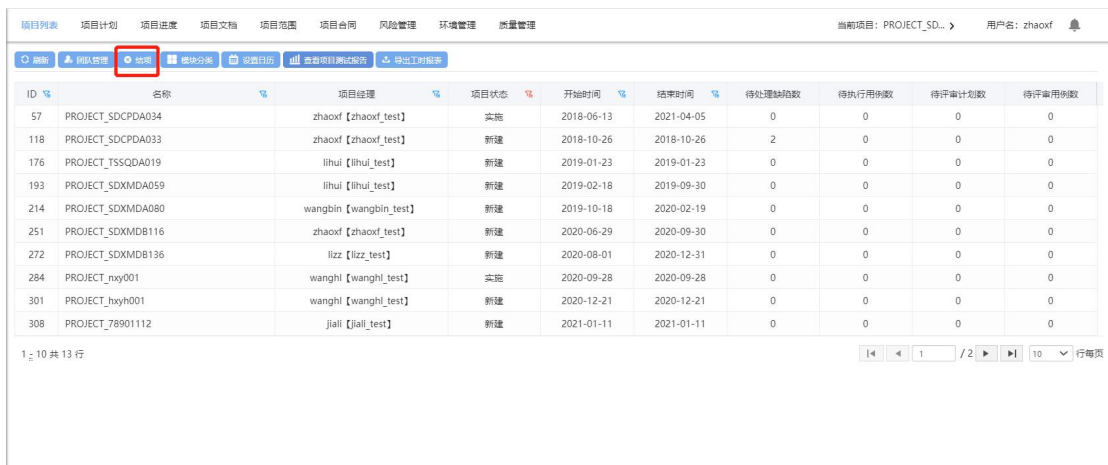 项目列表 项目计划 项目进度 项目文档 项目范围 项目合同 风险管理 环境管理 质量管理 当前项目: PROJECT_SD... 用户名: zhaoxf
刷新 团队管理 结项 模块分类 设置日历 查看项目测试报告 导出工时报表
ID 名称 项目经理 项目状态 开始时间 结束时间 待处理缺陷数 待执行用例数 待评审计划数 待评审用例数
57 PROJECT_SDCPDA034 zhaoxf【zhaoxf_test】 实施 2018-06-13 2021-04-05 0 0 0 0
118 PROJECT_SDCPDA033 zhaoxf【zhaoxf_test】 新建 2018-10-26 2018-10-26 2 0 0 0
176 PROJECT_TSSQDA019 lihui【lihui_test】 新建 2019-01-23 2019-01-23 0 0 0 0
193 PROJECT_SDXMDA059 lihui【lihui_test】 新建 2019-02-18 2019-09-30 0 0 0 0
214 PROJECT_SDXMDA080 wangbin【wangbin_test】 新建 2019-10-18 2020-02-19 0 0 0 0
251 PROJECT_SDXMDB116 zhaoxf【zhaoxf_test】 新建 2020-06-29 2020-09-30 0 0 0 0
272 PROJECT_SDXMDB136 lizz【lizz_test】 新建 2020-08-01 2020-12-31 0 0 0 0
284 PROJECT_nxy001 wanghl【wanghl_test】 实施 2020-09-28 2020-09-28 0 0 0 0
301 PROJECT_hxyh001 wanghl【wanghl_test】 新建 2020-12-21 2020-12-21 0 0 0 0
308 PROJECT_78901112 jiali【jiali_test】 新建 2021-01-11 2021-01-11 0 0 0 0
1 - 10 共 13 行 1 / 2 10 行每页